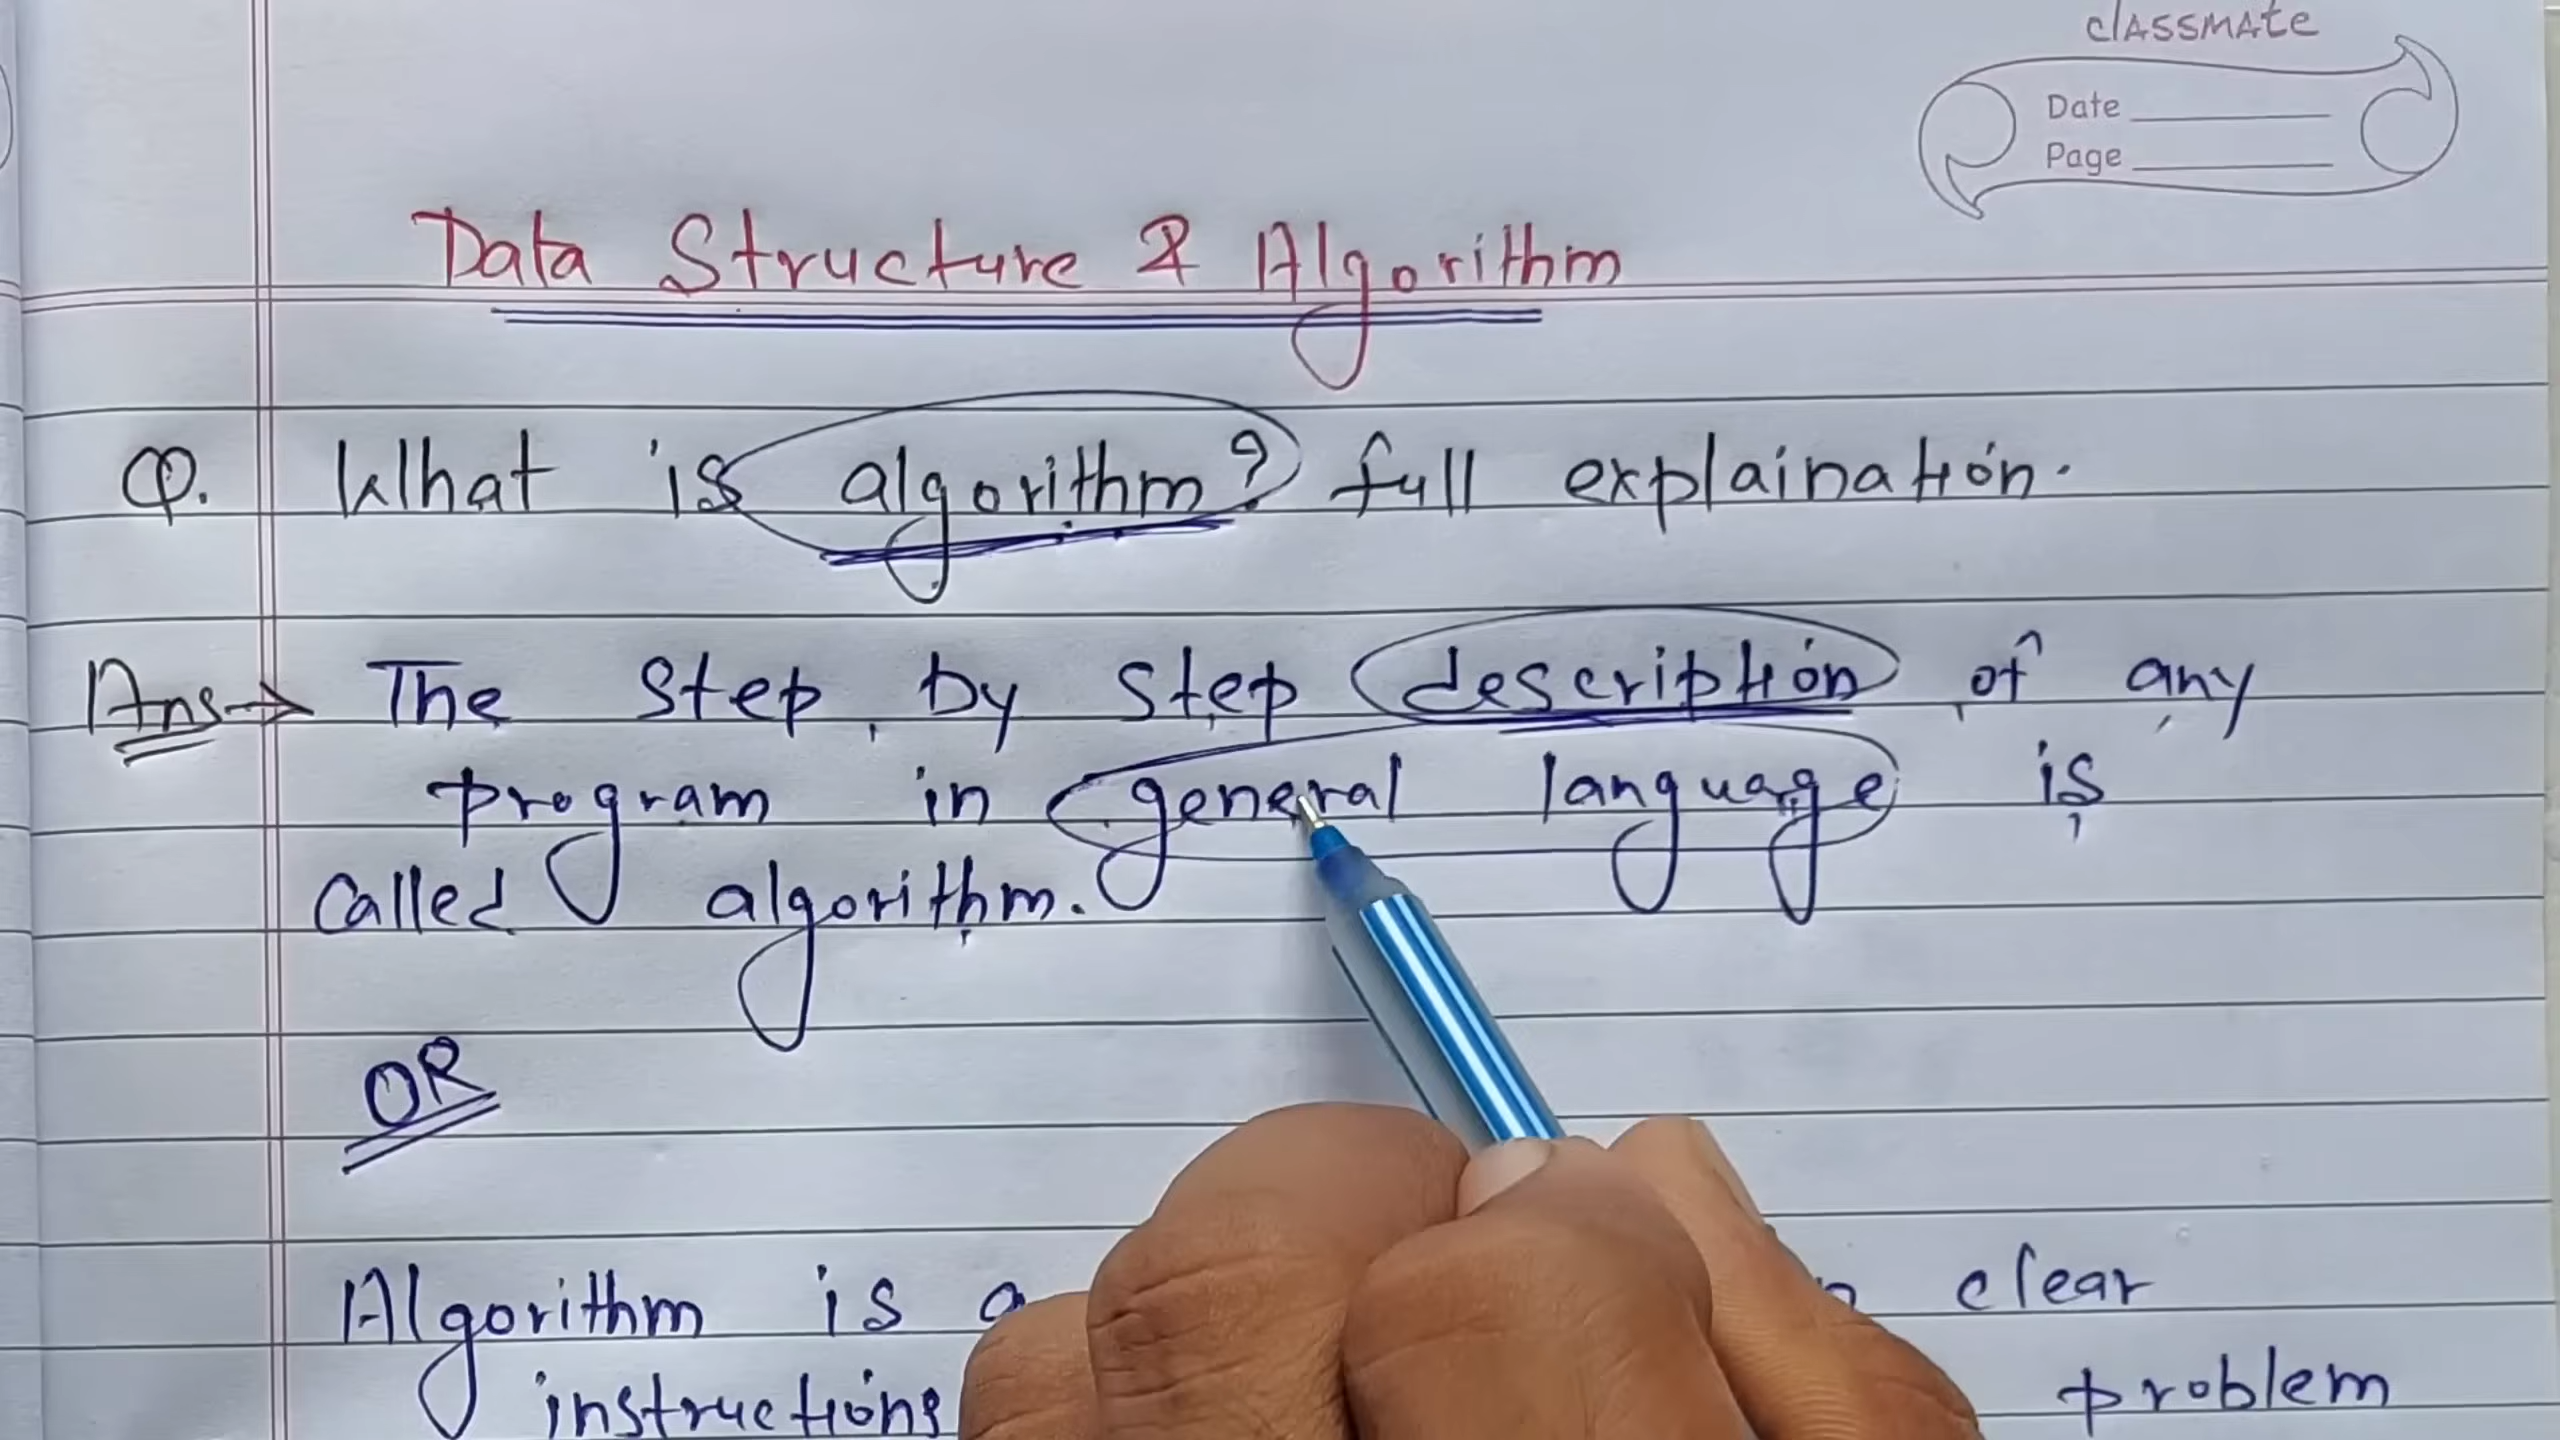 classmate
Date
Page
Data Structure & Algorithm
Q. What is algorithm? full explaination.
Ans→ The step by step description of any
program in general language is
called algorithm.
OR
Algorithm is a clear
instructions problem